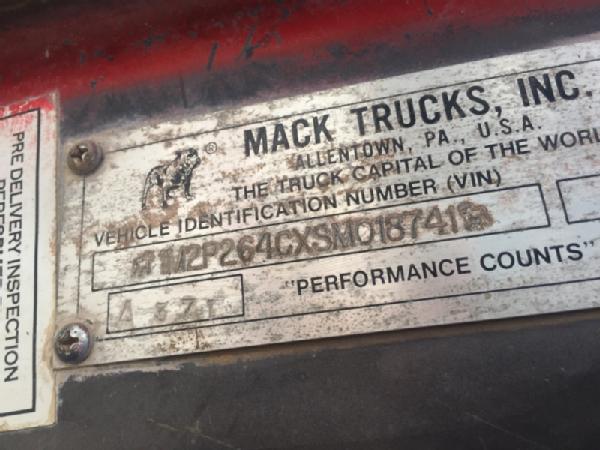 MACK TRUCKS, INC.
ALLENTOWN, PA., U.S.A.
THE TRUCK CAPITAL OF THE WORL
VEHICLE IDENTIFICATION NUMBER (VIN)
1M2P264CXSM018741
"PERFORMANCE COUNTS"
PRE DELIVERY INSPECTION